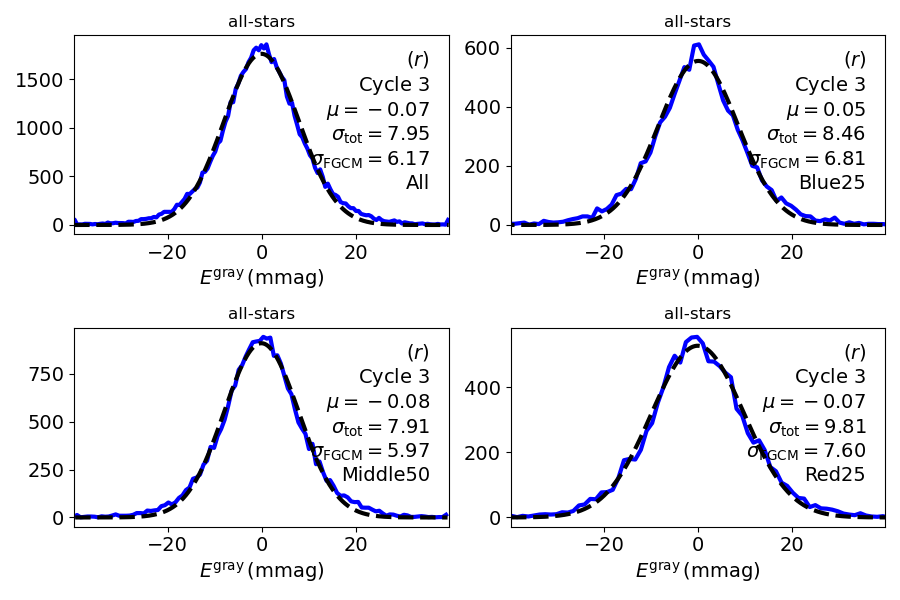 all-stars
(r)
Cycle 3
μ = −0.07
σtot = 7.95
σFGCM = 6.17
All
1500
1000
500
0
−20 0 20
E^gray (mmag)
all-stars
(r)
Cycle 3
μ = 0.05
σtot = 8.46
σFGCM = 6.81
Blue25
600
400
200
0
−20 0 20
E^gray (mmag)
all-stars
(r)
Cycle 3
μ = −0.08
σtot = 7.91
σFGCM = 5.97
Middle50
750
500
250
0
−20 0 20
E^gray (mmag)
all-stars
(r)
Cycle 3
μ = −0.07
σtot = 9.81
σFGCM = 7.60
Red25
400
200
0
−20 0 20
E^gray (mmag)